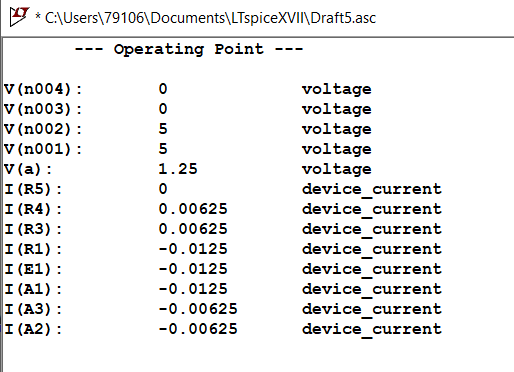 * C:\Users\79106\Documents\LTspiceXVII\Draft5.asc
--- Operating Point ---
V(n004): 0 voltage
V(n003): 0 voltage
V(n002): 5 voltage
V(n001): 5 voltage
V(a): 1.25 voltage
I(R5): 0 device_current
I(R4): 0.00625 device_current
I(R3): 0.00625 device_current
I(R1): -0.0125 device_current
I(E1): -0.0125 device_current
I(A1): -0.0125 device_current
I(A3): -0.00625 device_current
I(A2): -0.00625 device_current